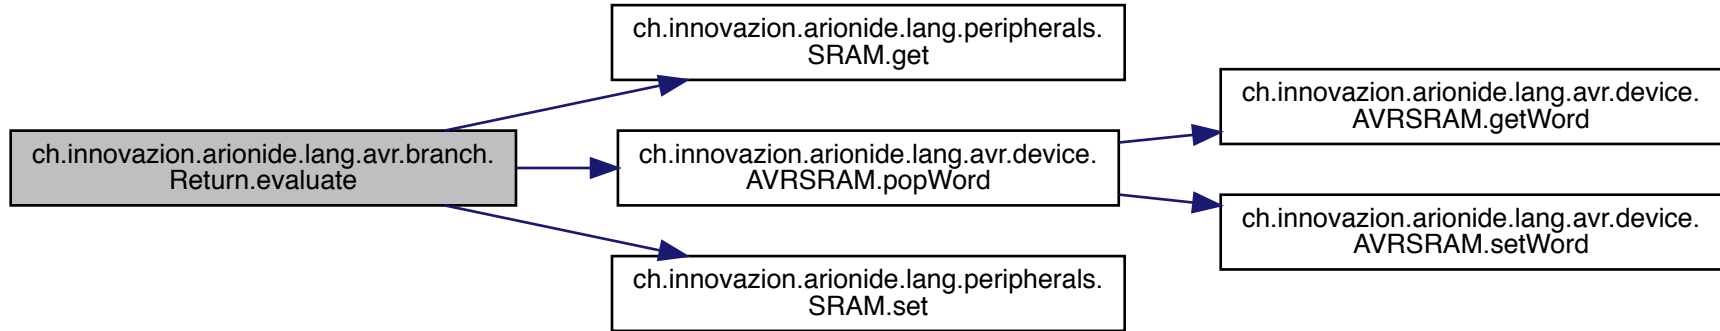 ch.innovazion.arionide.lang.avr.branch.
Return.evaluate
ch.innovazion.arionide.lang.peripherals.
SRAM.get
ch.innovazion.arionide.lang.avr.device.
AVRSRAM.popWord
ch.innovazion.arionide.lang.peripherals.
SRAM.set
ch.innovazion.arionide.lang.avr.device.
AVRSRAM.getWord
ch.innovazion.arionide.lang.avr.device.
AVRSRAM.setWord